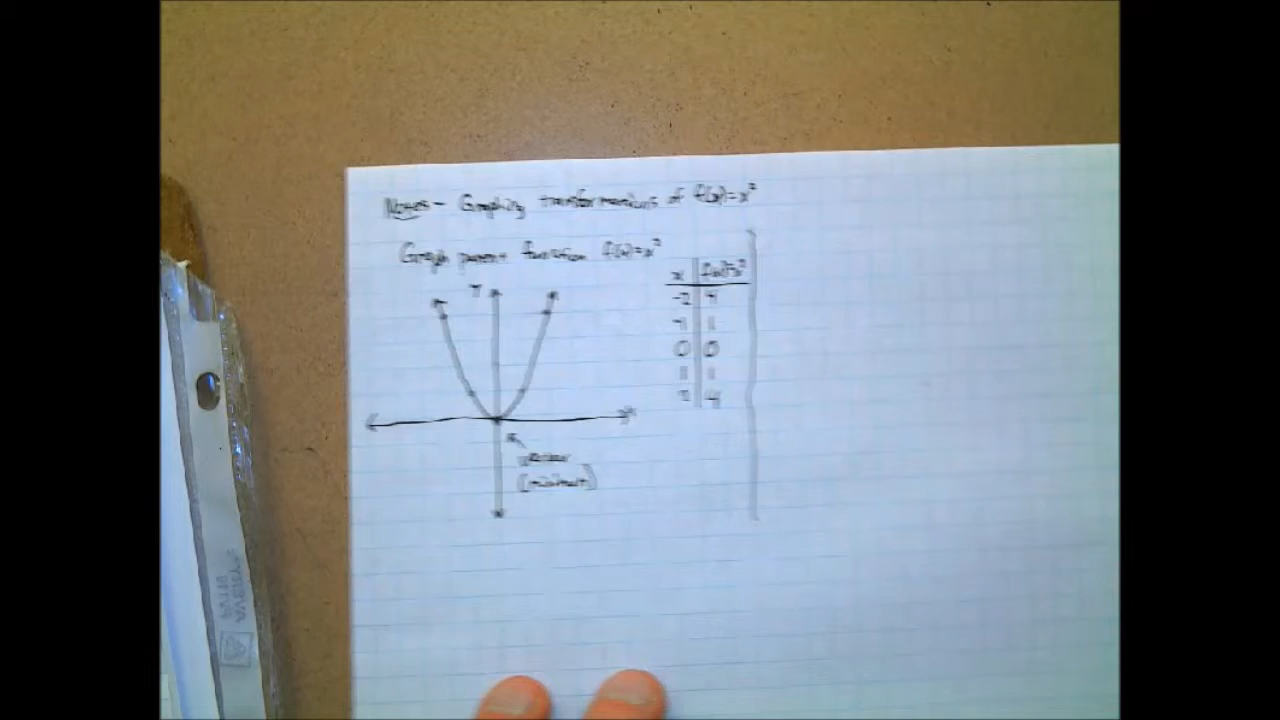 Notes - Graphing transformations of f(x)=x²
Graph parent function f(x)=x²
x f(x)=x²
-2 4
-1 1
0 0
1 1
2 4
y
x
vertex
(minimum)